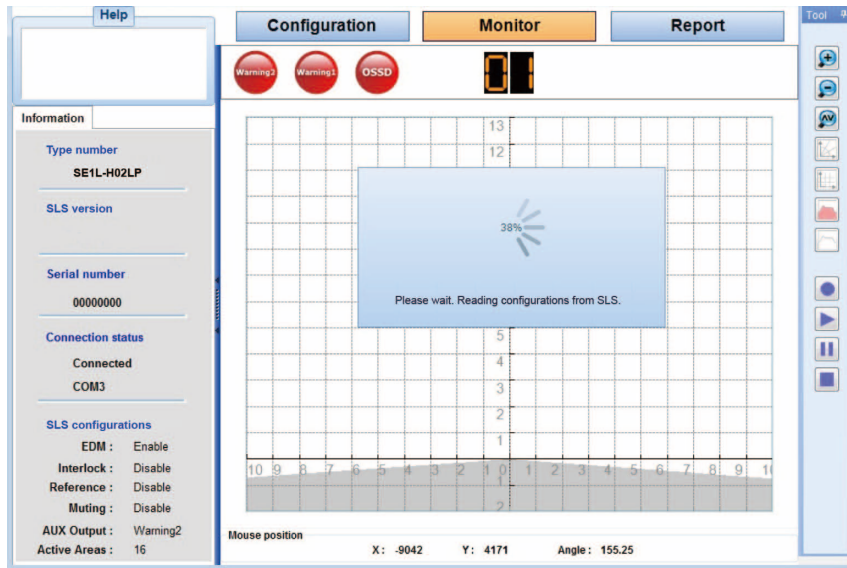 Help
Configuration
Monitor
Report
Tool
Warning2
Warning1
OSSD
01
Information
Type number
SE1L-H02LP
SLS version
Serial number
00000000
Connection status
Connected
COM3
SLS configurations
EDM : Enable
Interlock : Disable
Reference : Disable
Muting : Disable
AUX Output : Warning2
Active Areas : 16
13
12
38%
Please wait. Reading configurations from SLS.
5
4
3
2
1
10 9 8 7 6 5 4 3 2 1 0 1 2 3 4 5 6 7 8 9 10
1
2
Mouse position
X : -9042 Y : 4171 Angle : 155.25